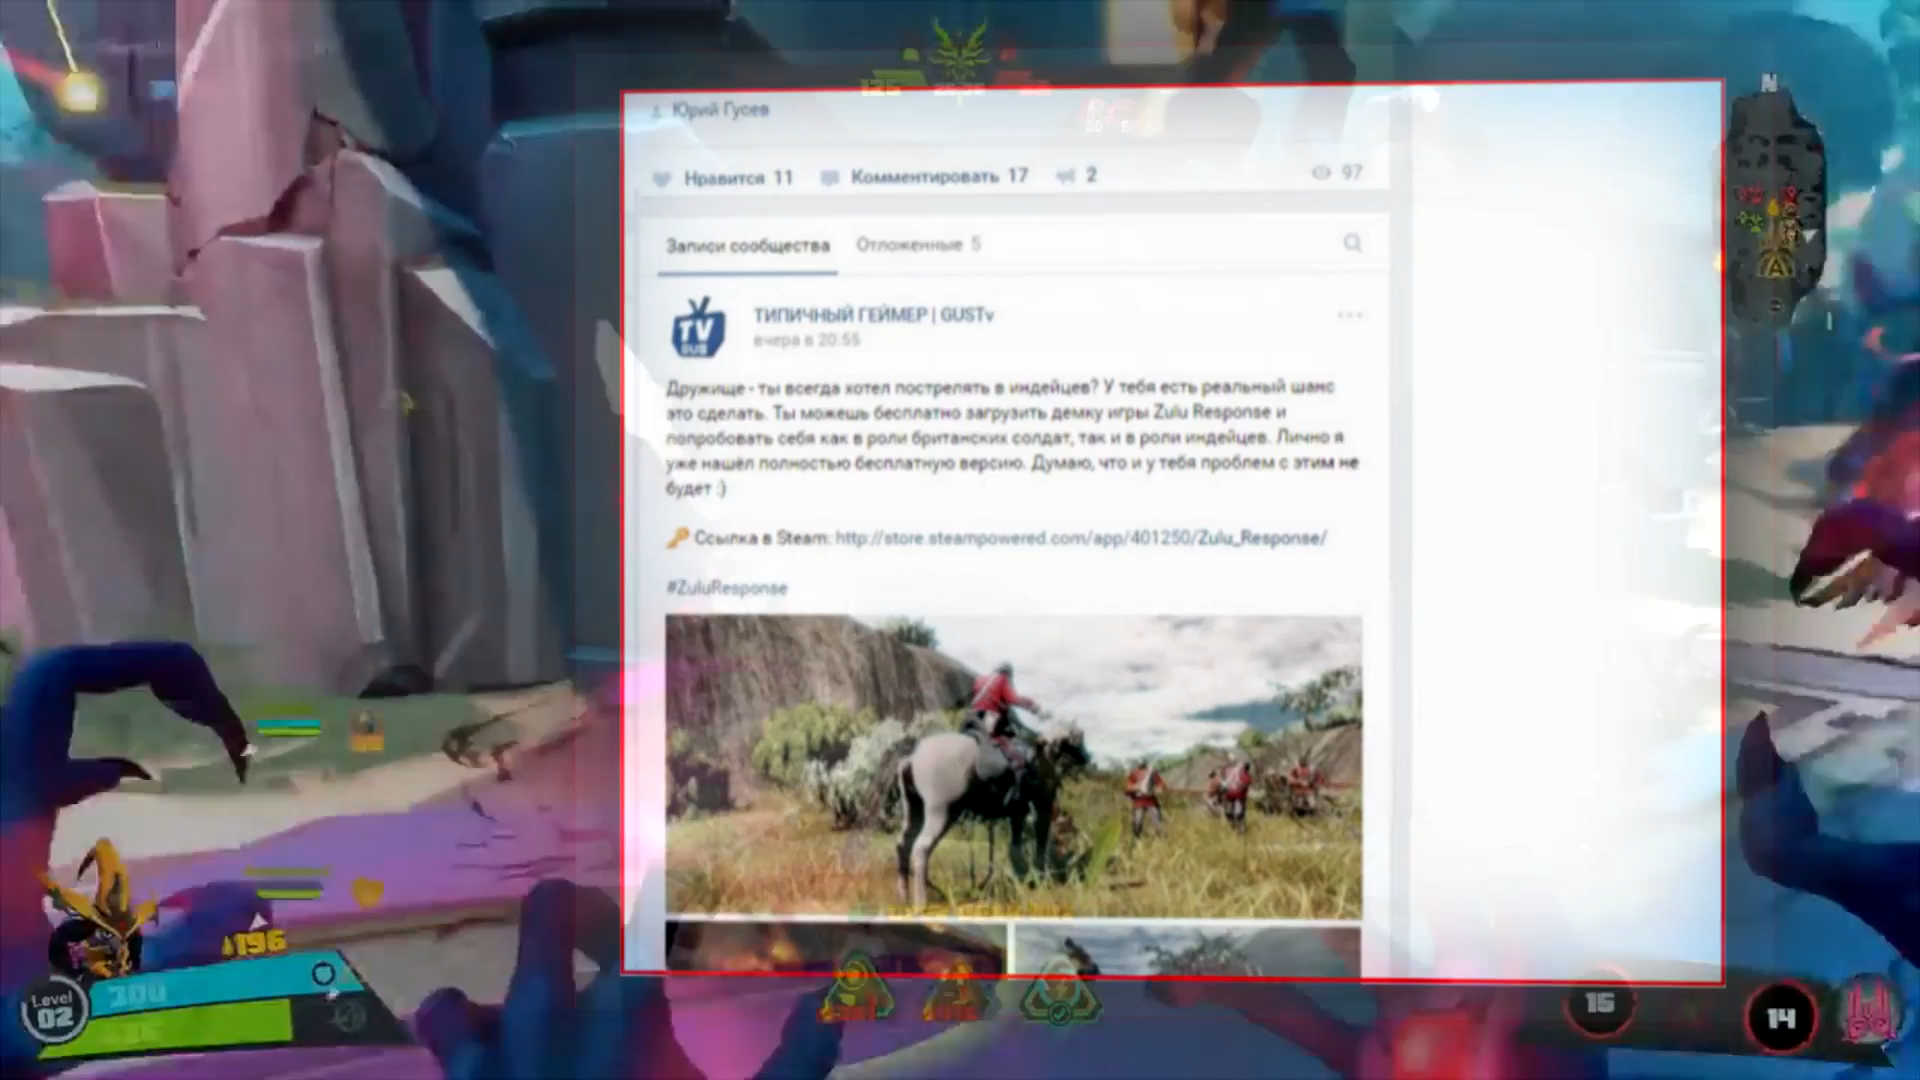 N
Юрий Гусев
Нравится 11 Комментировать 17 2 97
Записи сообщества Отложенные 5
TV
GUS
ТИПИЧНЫЙ ГЕЙМЕР | GUSTv
вчера в 20:55
Дружище - ты всегда хотел пострелять в индейцев? У тебя есть реальный шанс
это сделать. Ты можешь бесплатно загрузить демку игры Zulu Response и
попробовать себя как в роли британских солдат, так и в роли индейцев. Лично я
уже нашёл полностью бесплатную версию. Думаю, что и у тебя проблем с этим не
будет :)
Ссылка в Steam: http://store.steampowered.com/app/401250/Zulu_Response/
#ZuluResponse
A
196
Level
02
300
15
14